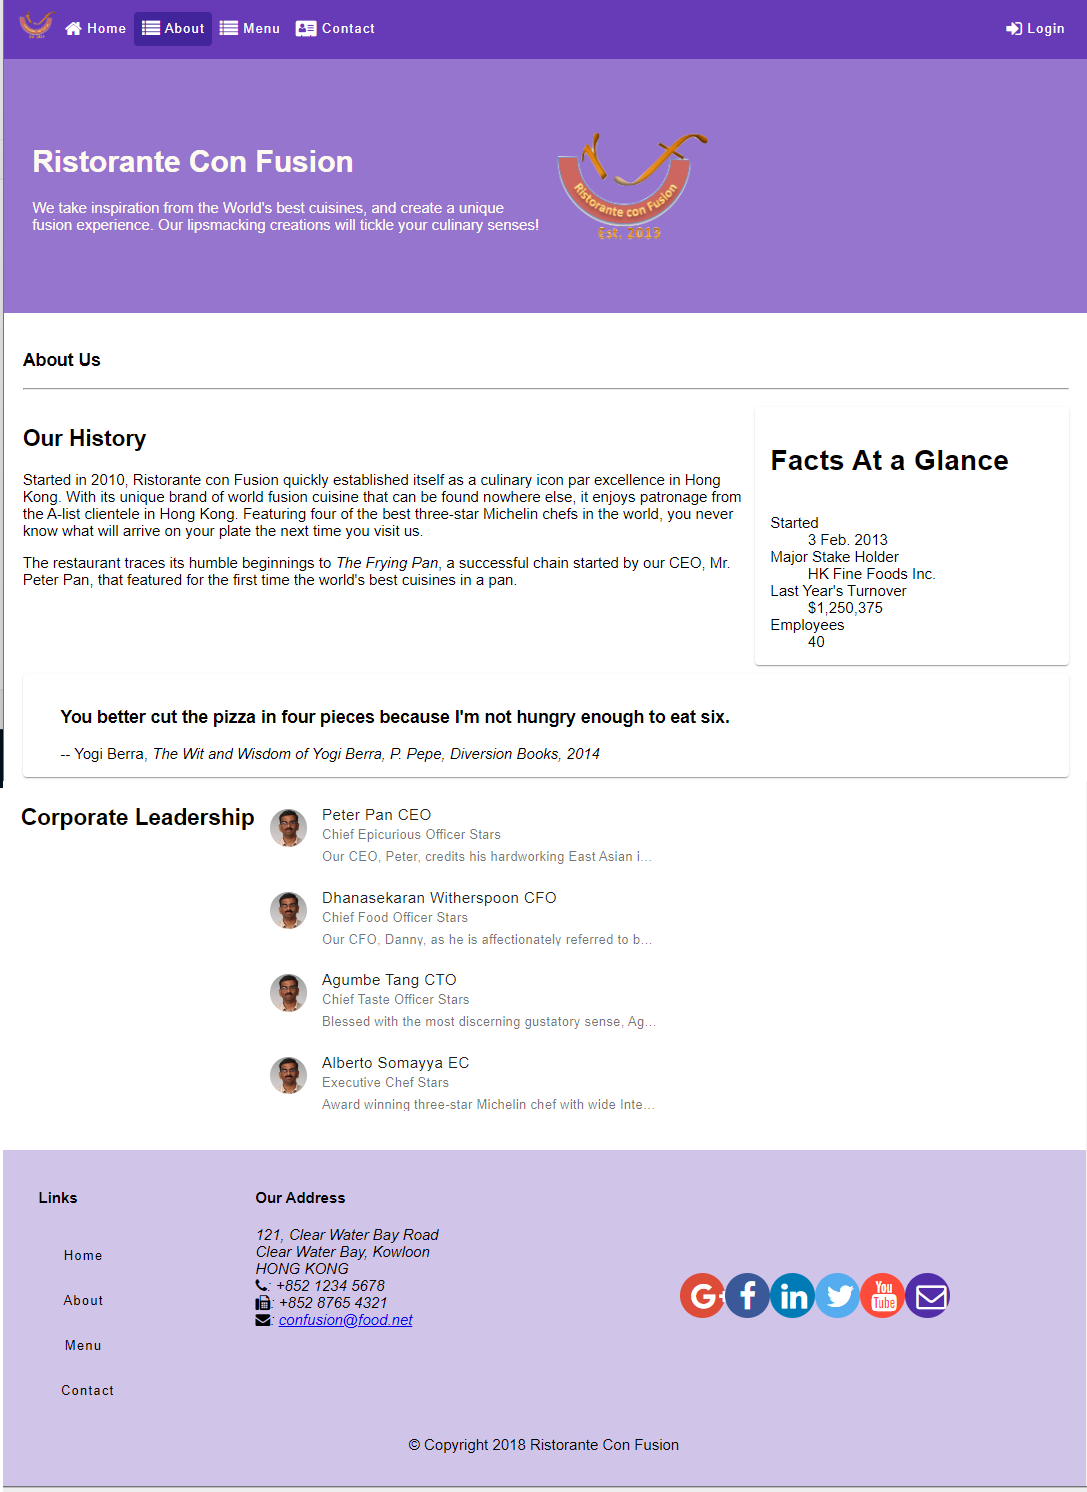 Home
About
Menu
Contact
Login
Ristorante Con Fusion
We take inspiration from the World's best cuisines, and create a unique
fusion experience. Our lipsmacking creations will tickle your culinary senses!
Ristorante con Fusion
Est. 2013
About Us
Our History
Started in 2010, Ristorante con Fusion quickly established itself as a culinary icon par excellence in Hong
Kong. With its unique brand of world fusion cuisine that can be found nowhere else, it enjoys patronage from
the A-list clientele in Hong Kong. Featuring four of the best three-star Michelin chefs in the world, you never
know what will arrive on your plate the next time you visit us.
The restaurant traces its humble beginnings to The Frying Pan, a successful chain started by our CEO, Mr.
Peter Pan, that featured for the first time the world's best cuisines in a pan.
Facts At a Glance
Started
3 Feb. 2013
Major Stake Holder
HK Fine Foods Inc.
Last Year's Turnover
$1,250,375
Employees
40
You better cut the pizza in four pieces because I'm not hungry enough to eat six.
-- Yogi Berra, The Wit and Wisdom of Yogi Berra, P. Pepe, Diversion Books, 2014
Corporate Leadership
Peter Pan CEO
Chief Epicurious Officer Stars
Our CEO, Peter, credits his hardworking East Asian i...
Dhanasekaran Witherspoon CFO
Chief Food Officer Stars
Our CFO, Danny, as he is affectionately referred to b...
Agumbe Tang CTO
Chief Taste Officer Stars
Blessed with the most discerning gustatory sense, Ag...
Alberto Somayya EC
Executive Chef Stars
Award winning three-star Michelin chef with wide Inte...
Links
Home
About
Menu
Contact
Our Address
121, Clear Water Bay Road
Clear Water Bay, Kowloon
HONG KONG
: +852 1234 5678
: +852 8765 4321
: confusion@food.net
G+
f
in
You
Tube
© Copyright 2018 Ristorante Con Fusion